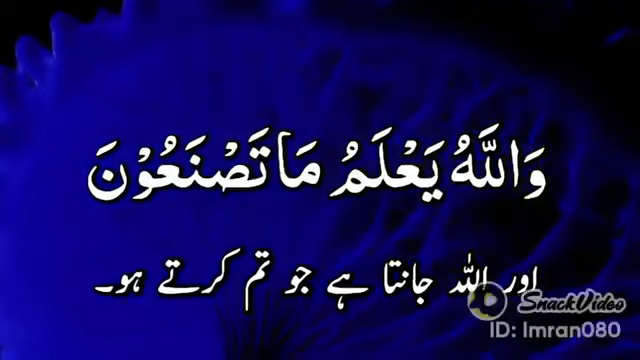 وَاللَّهُ يَعْلَمُ مَا تَصْنَعُوْنَ
اور اللہ جانتا ہے جو تم کرتے ہو۔
SnackVideo
ID: Imran080